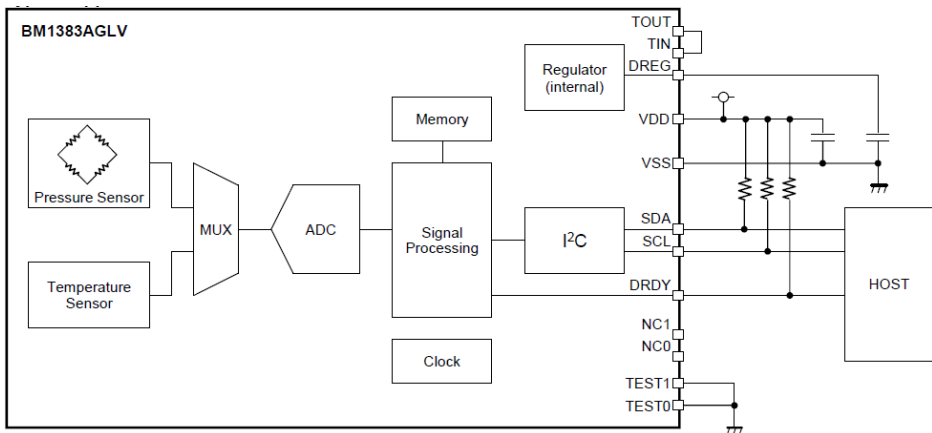 BM1383AGLV
TOUT
TIN
DREG
Regulator
(internal)
VDD
Memory
VSS
Pressure Sensor
SDA
MUX
ADC
Signal
Processing
I²C
SCL
HOST
Temperature
Sensor
DRDY
NC1
NC0
Clock
TEST1
TEST0